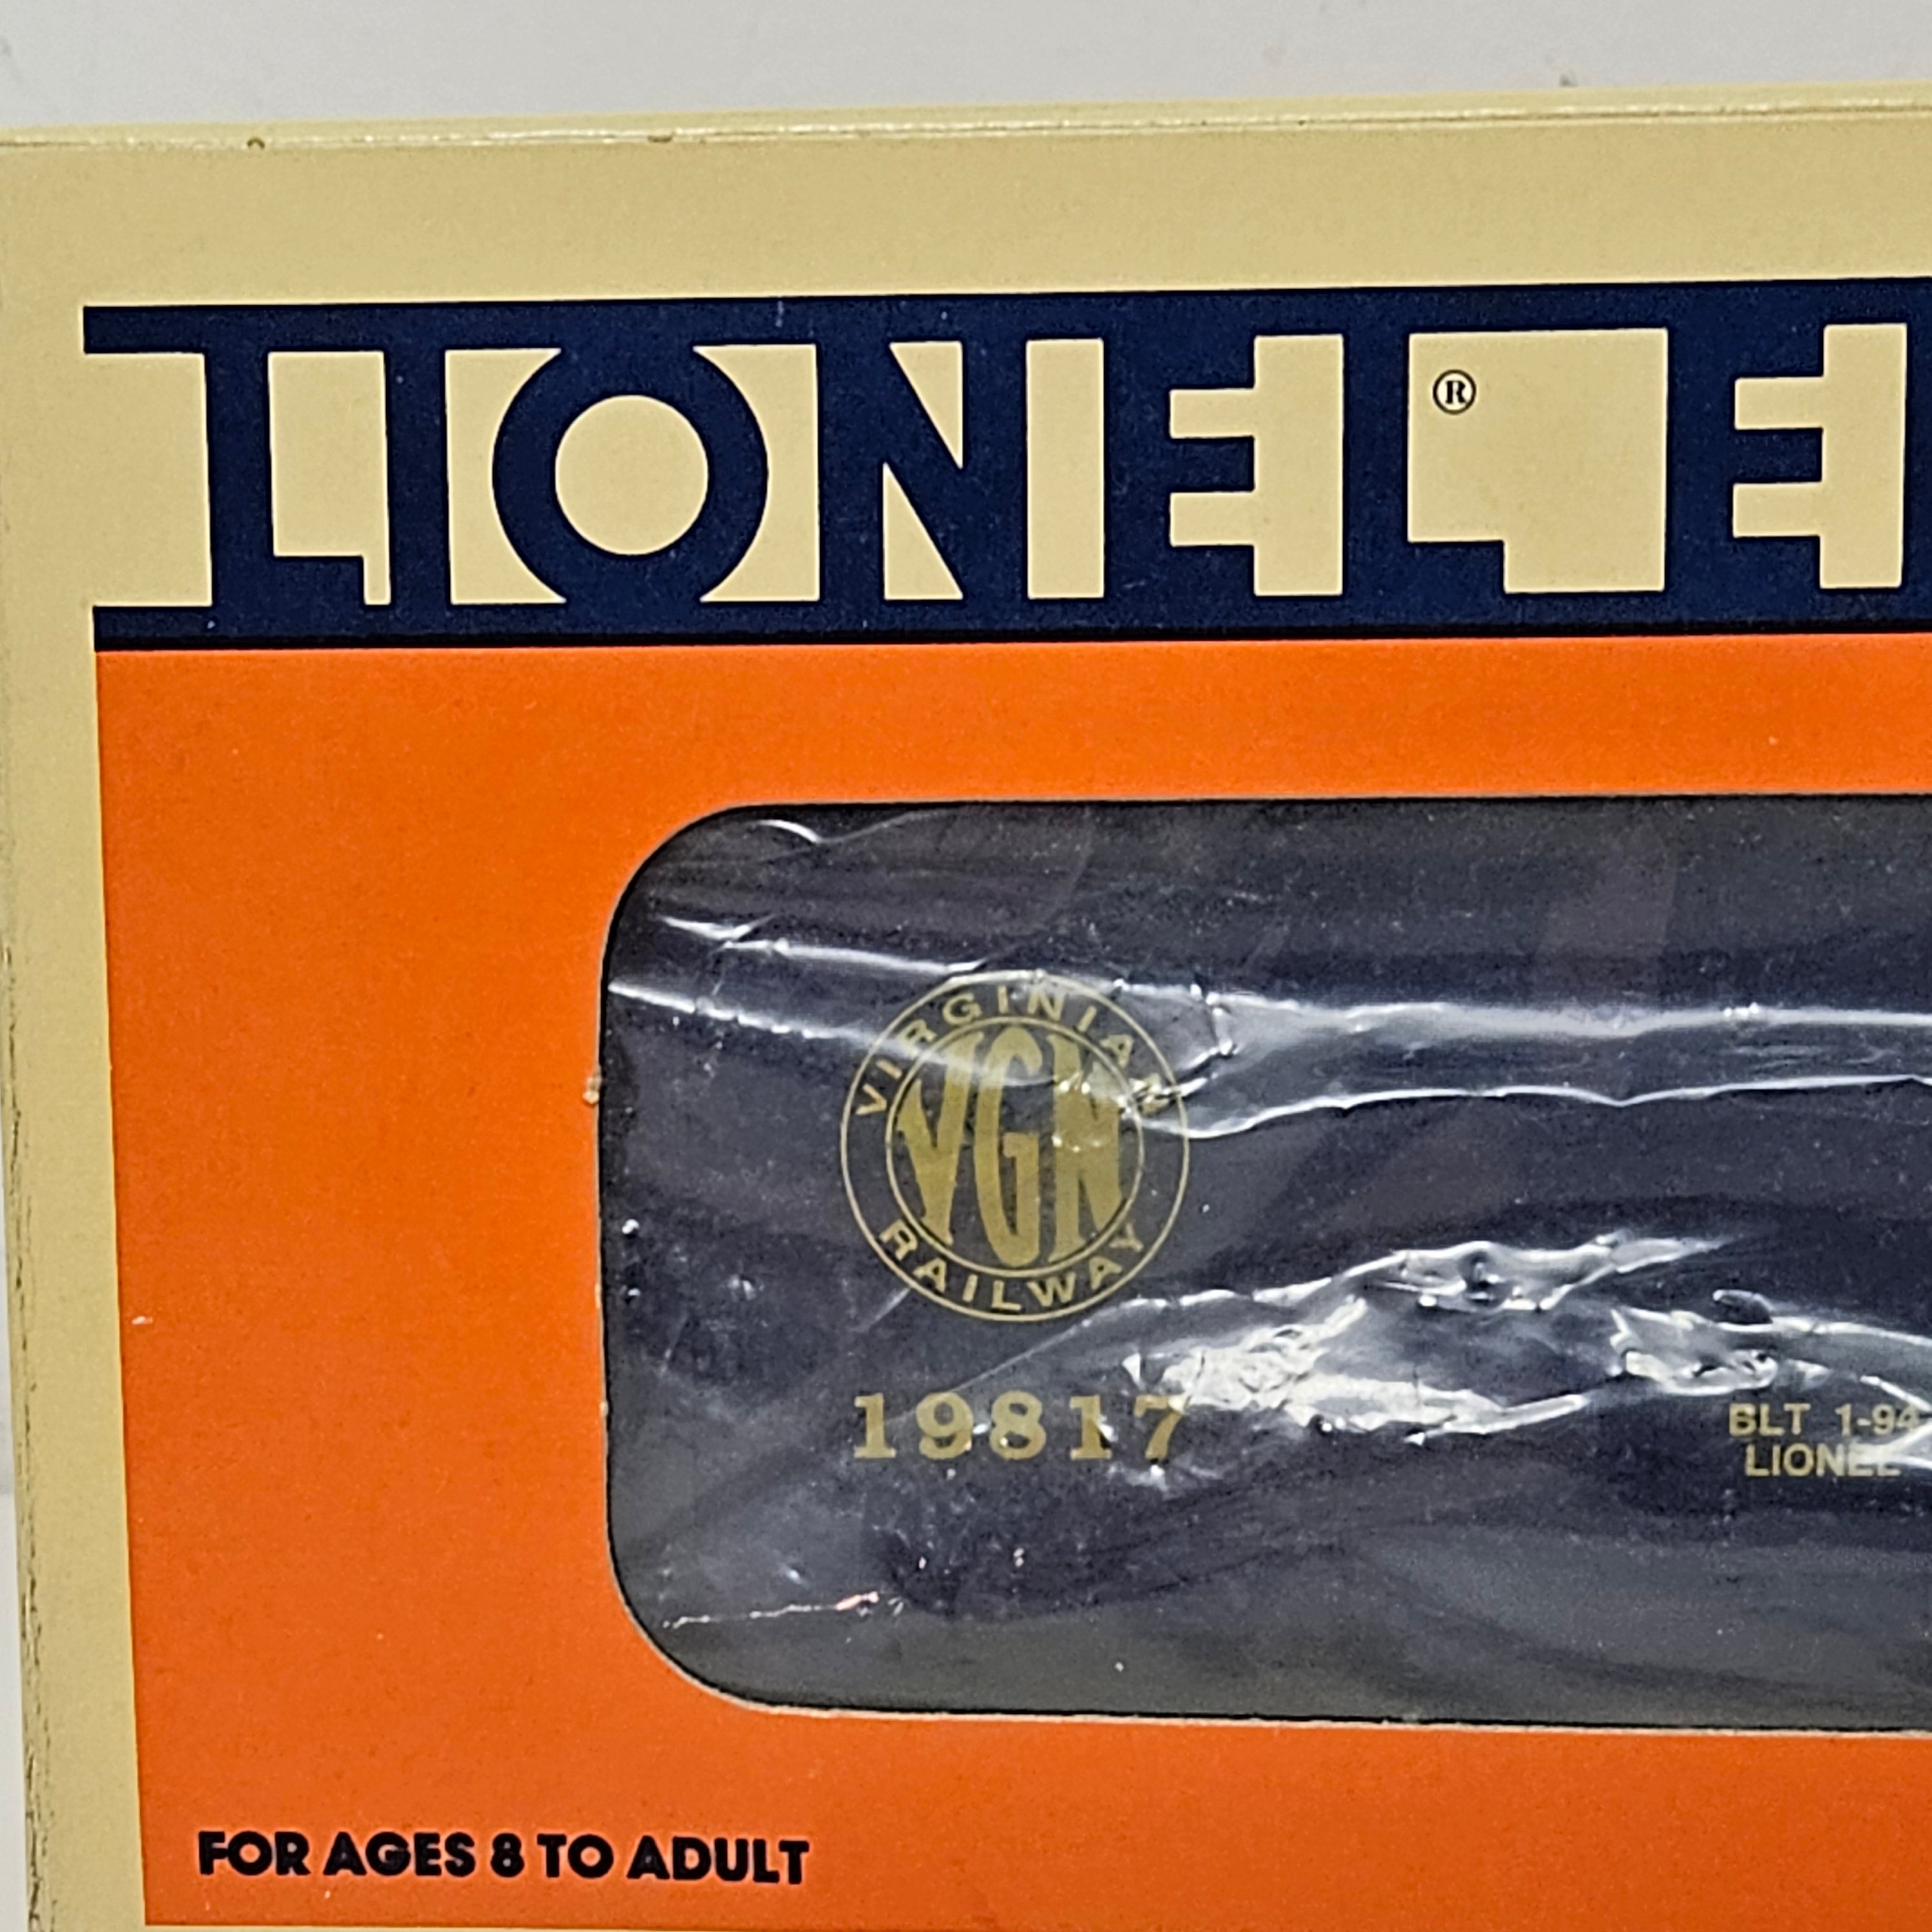 LIONEL® E
VIRGINIAN
VGN
RAILWAY
19817
BLT 1-94
LIONEL
FOR AGES 8 TO ADULT